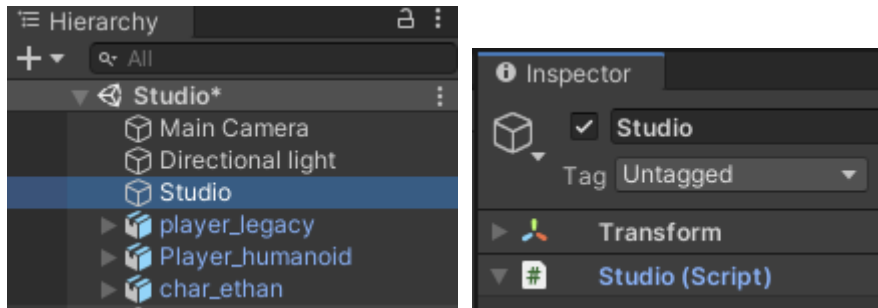 Hierarchy
All
Studio*
Main Camera
Directional light
Studio
player_legacy
Player_humanoid
char_ethan
Inspector
Studio
Tag Untagged
Transform
# Studio (Script)